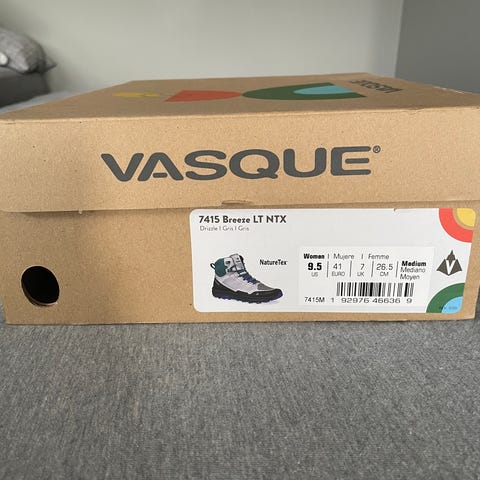 VASQUE®
7415 Breeze LT NTX
Drizzle | Gris | Gris
NatureTex®
Women | Mujere | Femme
9.5 US | 41 EURO | 7 UK | 26.5 CM
Medium
Mediano
Moyen
7415M 1 92976 46636 9